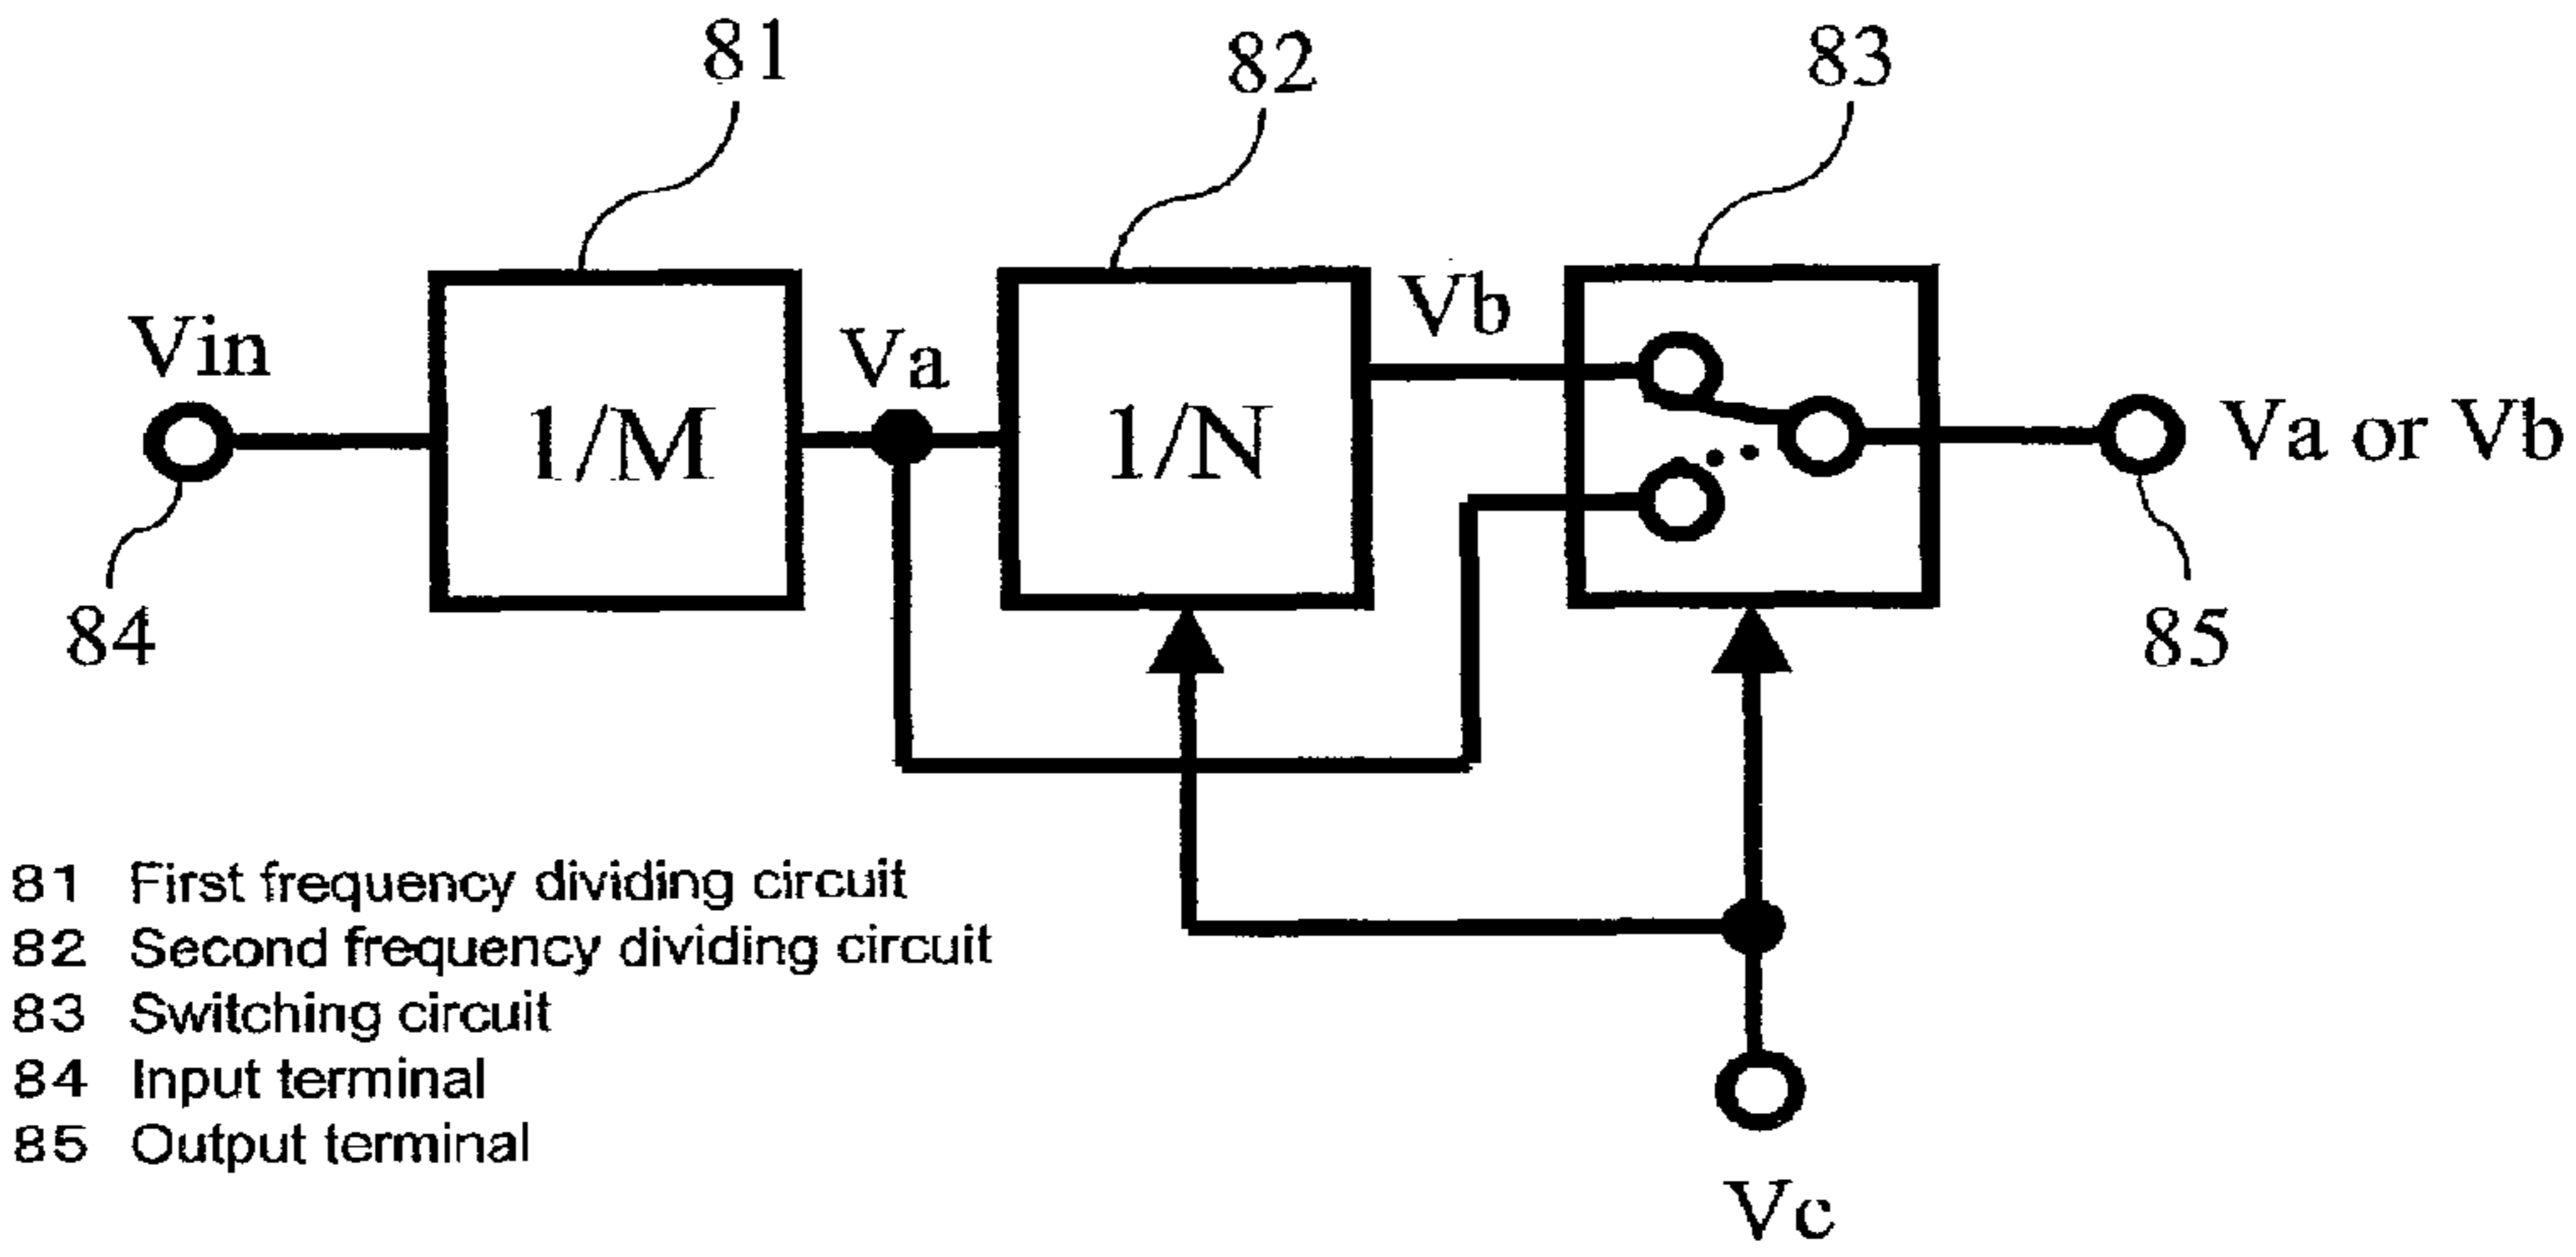 81
82
83
Vin
Va
Vb
1/M
1/N
Va or Vb
84
85
81 First frequency dividing circuit
82 Second frequency dividing circuit
83 Switching circuit
84 Input terminal
85 Output terminal
Vc